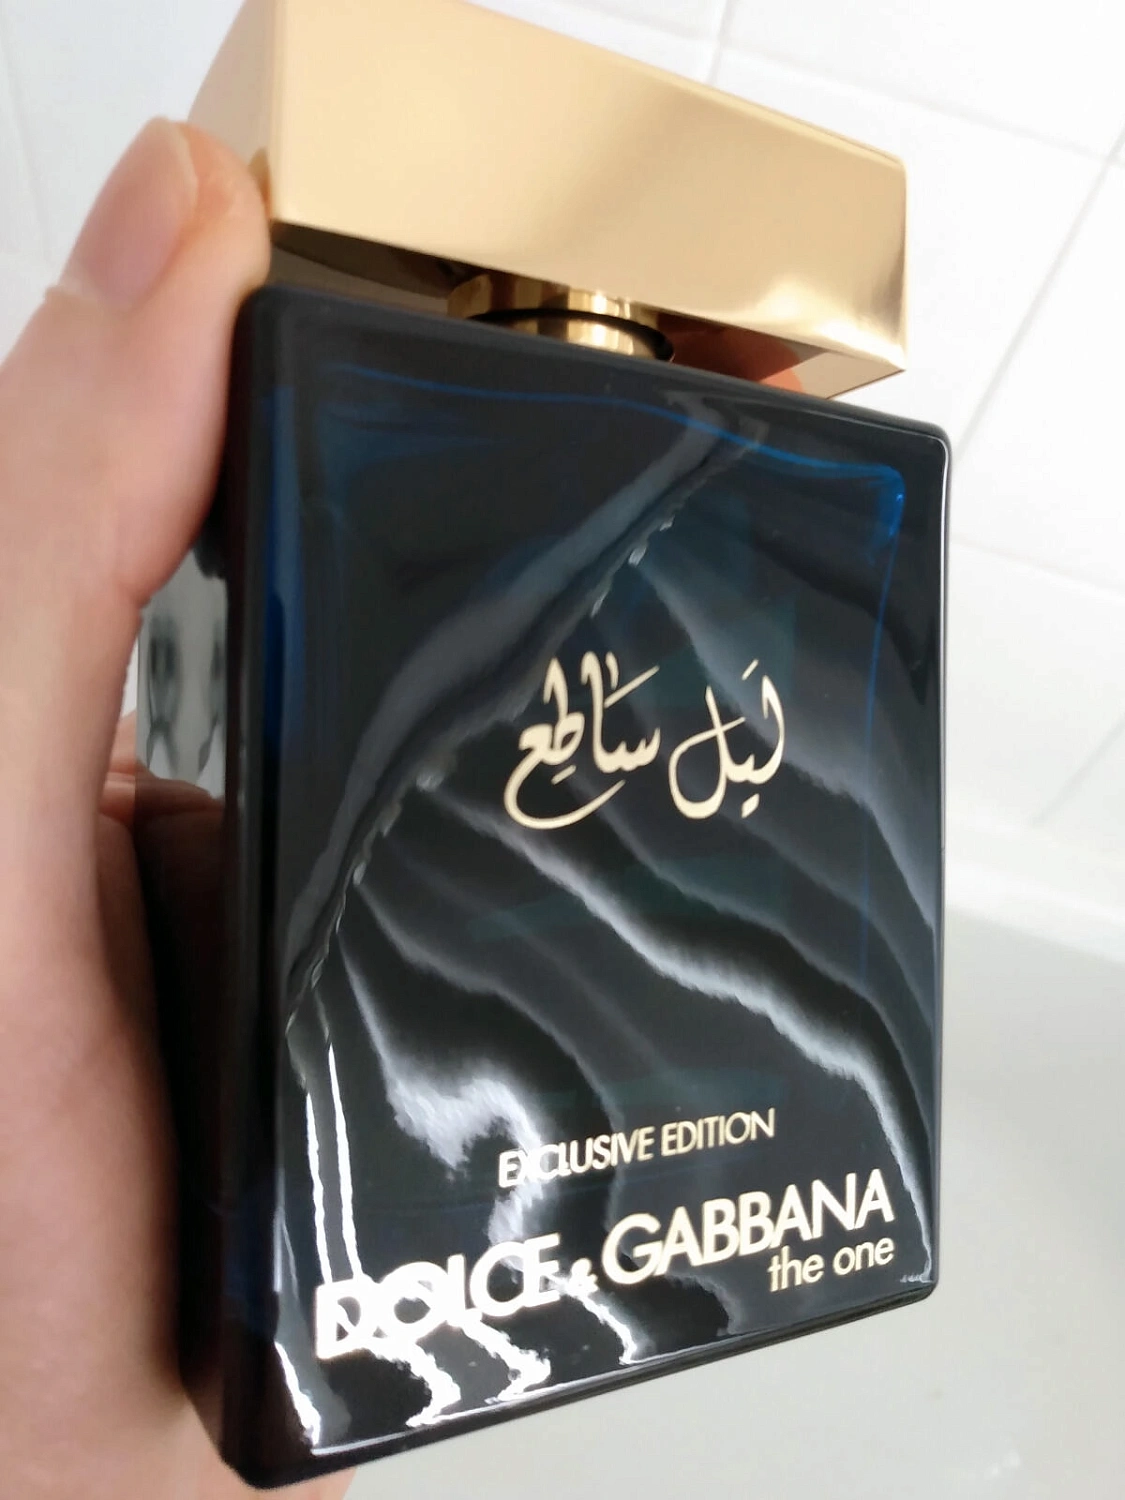 ليل ساطع
EXCLUSIVE EDITION
DOLCE & GABBANA
the one